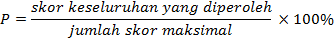 P = skor keseluruhan yang diperoleh / jumlah skor maksimal × 100%